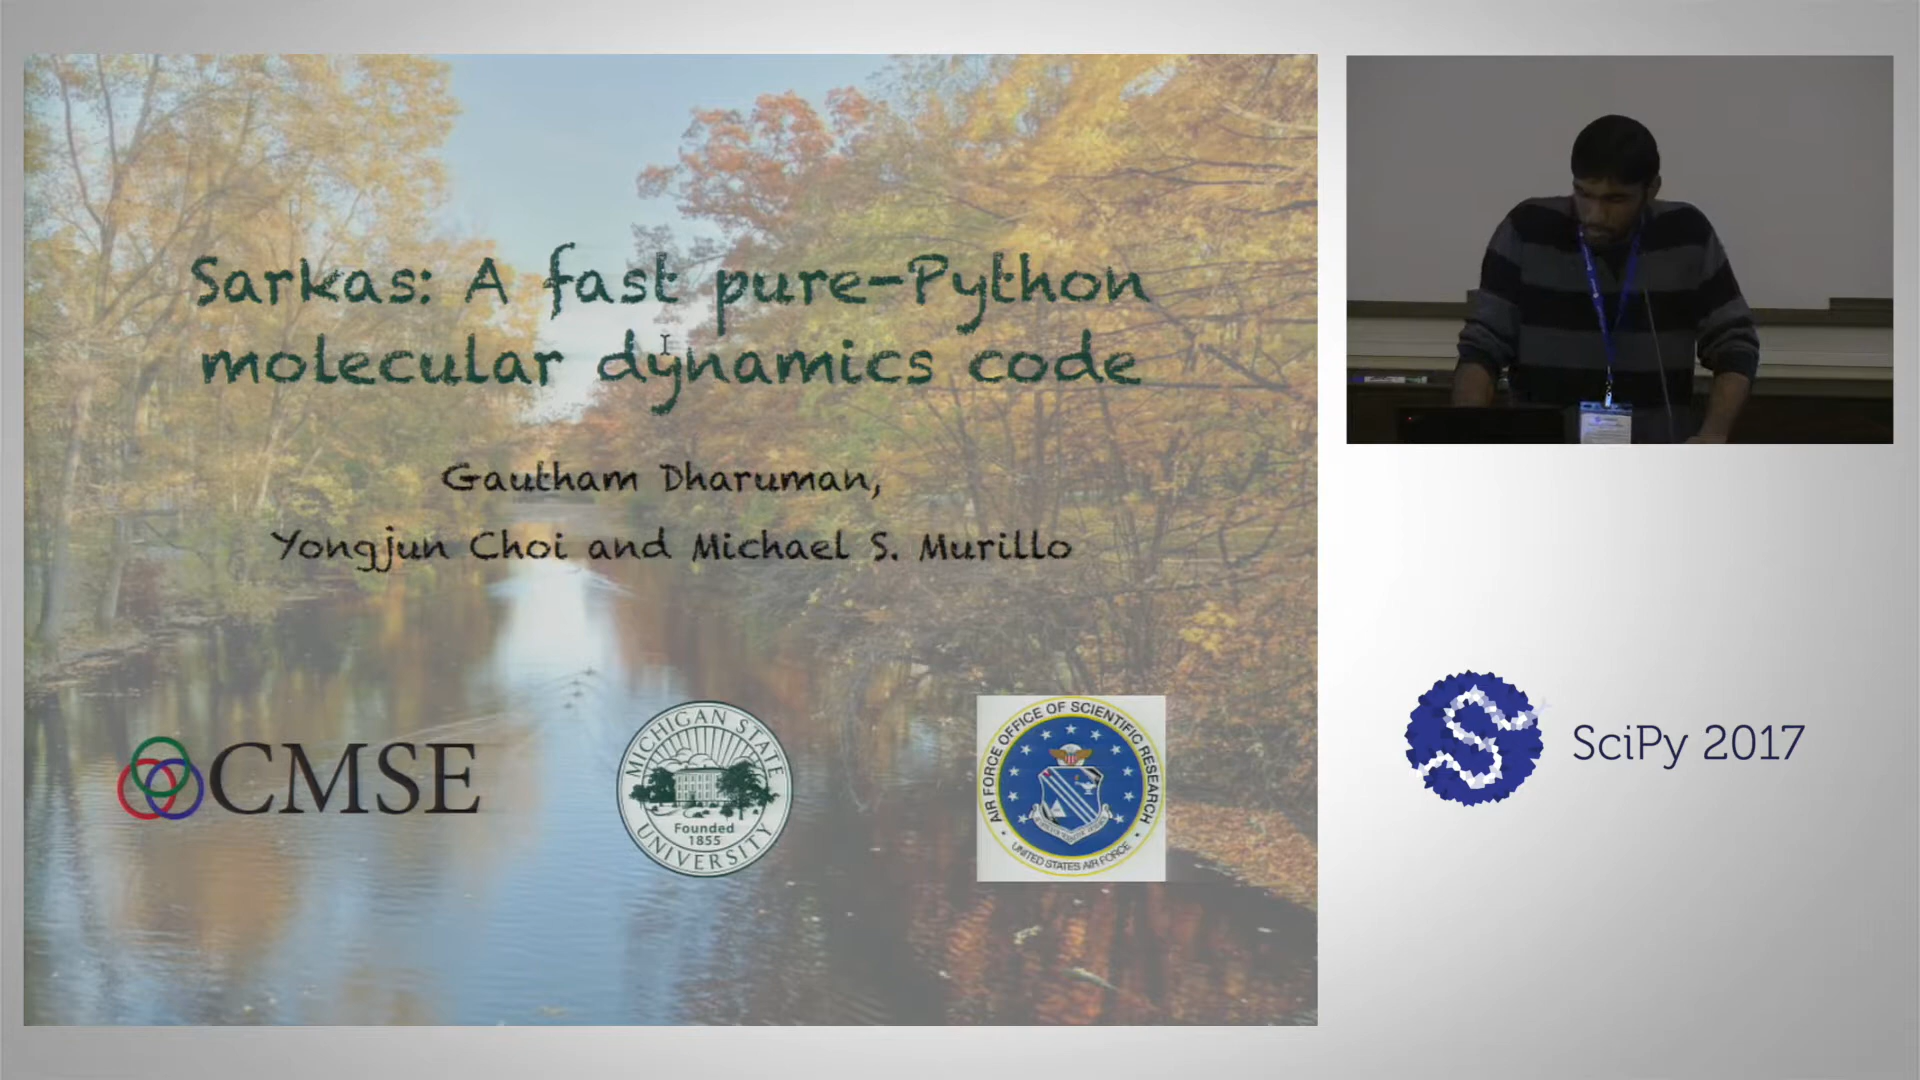 Sarkas: A fast pure-Python
molecular dynamics code
Gautham Dharuman,
Yongjun Choi and Michael S. Murillo
CMSE
MICHIGAN STATE
UNIVERSITY
Founded
1855
AIR FORCE OFFICE OF SCIENTIFIC RESEARCH
UNITED STATES AIR FORCE
SciPy 2017